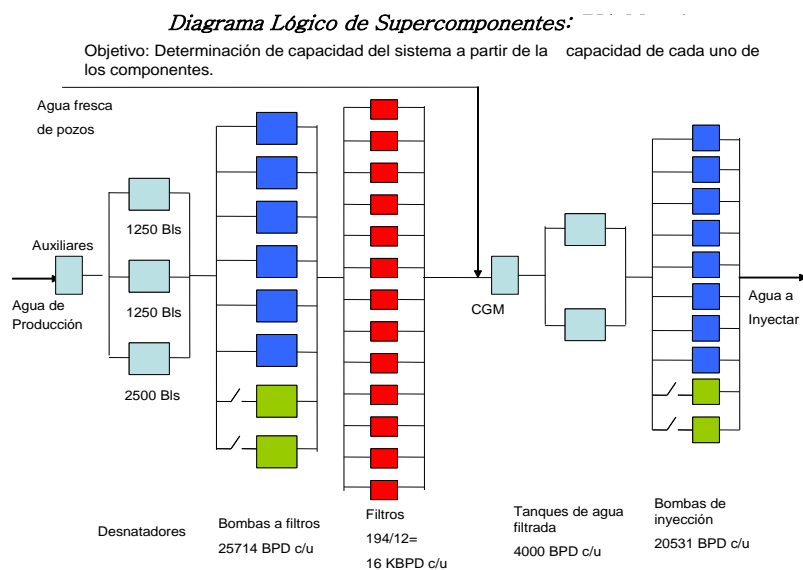 Diagrama Lógico de Supercomponentes:
Objetivo: Determinación de capacidad del sistema a partir de la capacidad de cada uno de
los componentes.
Agua fresca
de pozos
1250 Bls
Auxiliares
Agua de
Producción
1250 Bls
2500 Bls
CGM
Agua a
Inyectar
Desnatadores
Bombas a filtros
25714 BPD c/u
Filtros
194/12=
16 KBPD c/u
Tanques de agua
filtrada
4000 BPD c/u
Bombas de
inyección
20531 BPD c/u